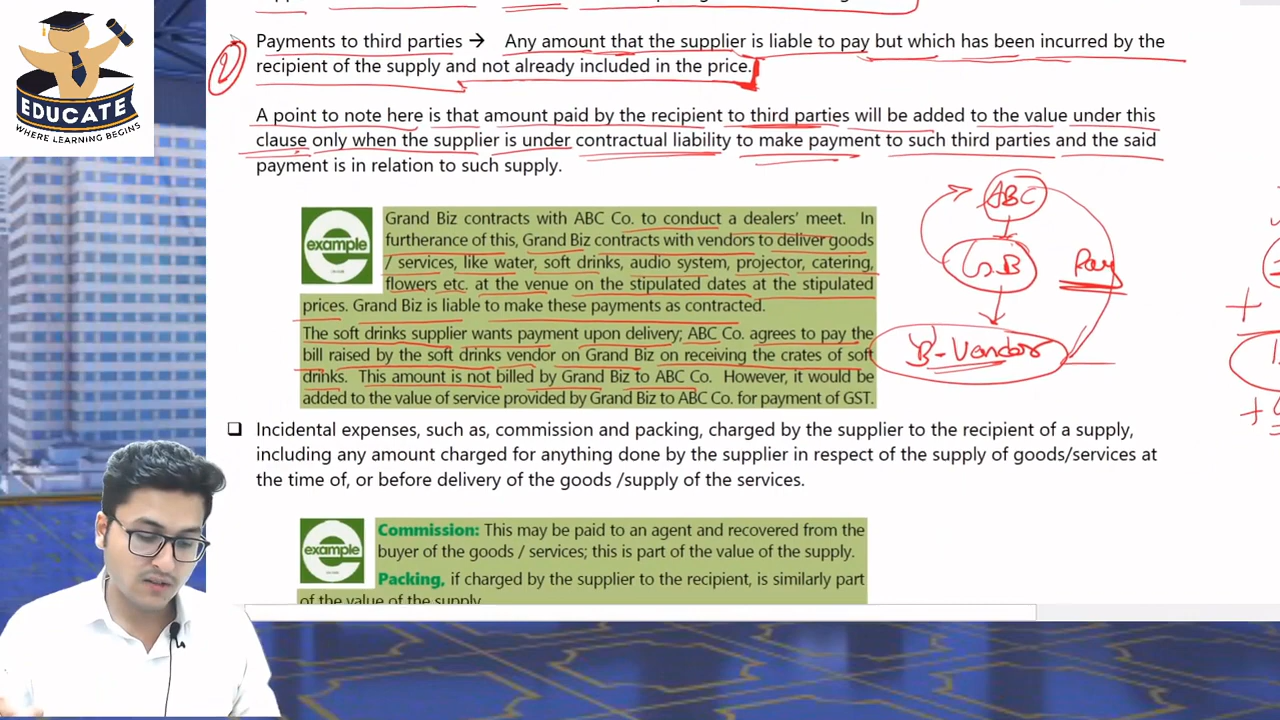 EDUCATE
WHERE LEARNING BEGINS
2
Payments to third parties → Any amount that the supplier is liable to pay but which has been incurred by the
recipient of the supply and not already included in the price.
A point to note here is that amount paid by the recipient to third parties will be added to the value under this
clause only when the supplier is under contractual liability to make payment to such third parties and the said
payment is in relation to such supply.
example
Grand Biz contracts with ABC Co. to conduct a dealers' meet. In
furtherance of this, Grand Biz contracts with vendors to deliver goods
/ services, like water, soft drinks, audio system, projector, catering,
flowers etc. at the venue on the stipulated dates at the stipulated
prices. Grand Biz is liable to make these payments as contracted.
The soft drinks supplier wants payment upon delivery; ABC Co. agrees to pay the
bill raised by the soft drinks vendor on Grand Biz on receiving the crates of soft
drinks. This amount is not billed by Grand Biz to ABC Co. However, it would be
added to the value of service provided by Grand Biz to ABC Co. for payment of GST.
ABC
GB
Pay
B-Vendor
❑ Incidental expenses, such as, commission and packing, charged by the supplier to the recipient of a supply,
including any amount charged for anything done by the supplier in respect of the supply of goods/services at
the time of, or before delivery of the goods /supply of the services.
example
Commission: This may be paid to an agent and recovered from the
buyer of the goods / services; this is part of the value of the supply.
Packing, if charged by the supplier to the recipient, is similarly part
of the value of the supply